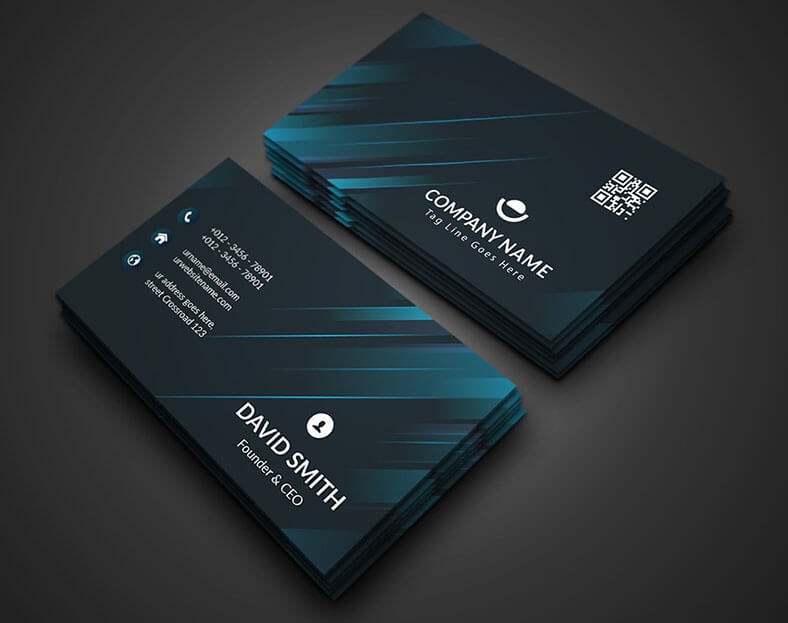 COMPANY NAME
Tag Line Goes Here
+012 - 3456 - 78901
+012 - 3456 - 78901
urname@email.com
urwebsitename.com
ur address goes here,
street Crossroad 123
DAVID SMITH
Founder & CEO